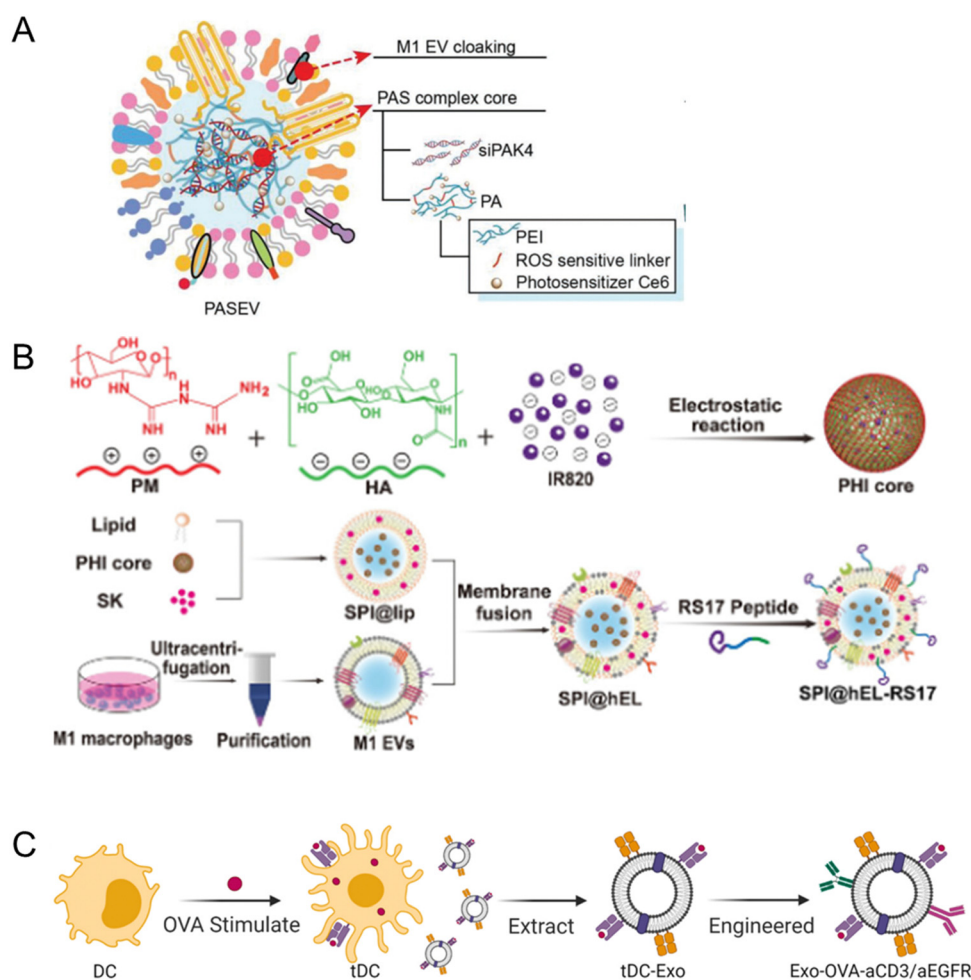 A
M1 EV cloaking
PAS complex core
siPAK4
PA
PEI
ROS sensitive linker
Photosensitizer Ce6
PASEV
B
OH
O
O
n
HO
HN
H
N
NH₂
NH
NH
+ + +
PM
+
O
OH
OH
O
HO
O
O
HO
OH
NH
O
n
− − −
HA
+
IR820
Electrostatic
reaction
PHI core
Lipid
PHI core
SK
SPI@lip
Membrane
fusion
SPI@hEL
RS17 Peptide
SPI@hEL-RS17
Ultracentri-
fugation
M1 macrophages
Purification
M1 EVs
C
OVA Stimulate
Extract
Engineered
DC
tDC
tDC-Exo
Exo-OVA-aCD3/aEGFR